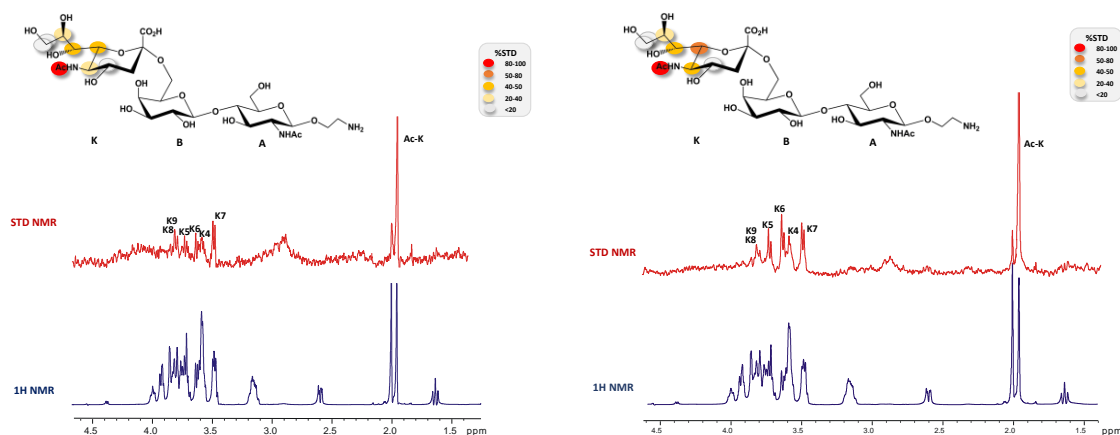 OH
HO
CO₂H
HO
O
O
AcHN
HO
OH
OH
O
O
HO
OH
O
HO
NHAc
O
NH₂
K
B
A
%STD
80-100
50-80
40-50
20-40
<20
Ac-K
STD NMR
K9
K8
K5
K6
K4
K7
1H NMR
4.5 4.0 3.5 3.0 2.5 2.0 1.5 ppm
OH
HO
CO₂H
HO
O
O
AcHN
HO
OH
OH
O
O
HO
OH
O
HO
NHAc
O
NH₂
K
B
A
%STD
80-100
50-80
40-50
20-40
<20
Ac-K
STD NMR
K9
K8
K5
K6
K4
K7
1H NMR
4.5 4.0 3.5 3.0 2.5 2.0 1.5 ppm